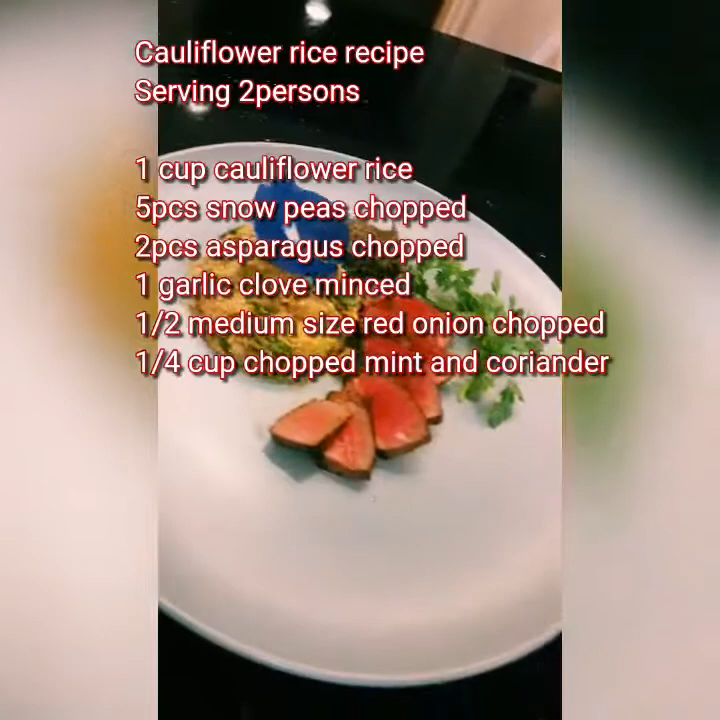 Cauliflower rice recipe
Serving 2persons
1 cup cauliflower rice
5pcs snow peas chopped
2pcs asparagus chopped
1 garlic clove minced
1/2 medium size red onion chopped
1/4 cup chopped mint and coriander